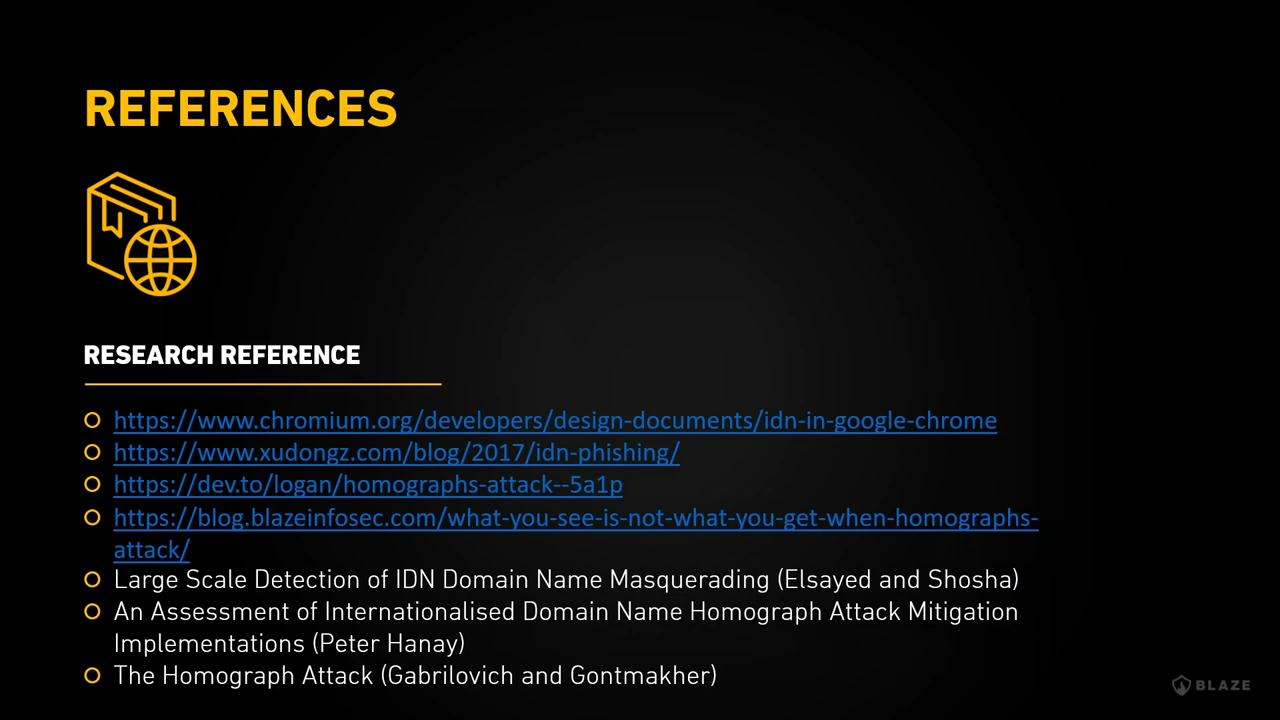 REFERENCES
RESEARCH REFERENCE
https://www.chromium.org/developers/design-documents/idn-in-google-chrome
https://www.xudongz.com/blog/2017/idn-phishing/
https://dev.to/logan/homographs-attack--5a1p
https://blog.blazeinfosec.com/what-you-see-is-not-what-you-get-when-homographs-
attack/
Large Scale Detection of IDN Domain Name Masquerading (Elsayed and Shosha)
An Assessment of Internationalised Domain Name Homograph Attack Mitigation
Implementations (Peter Hanay)
The Homograph Attack (Gabrilovich and Gontmakher)
BLAZE